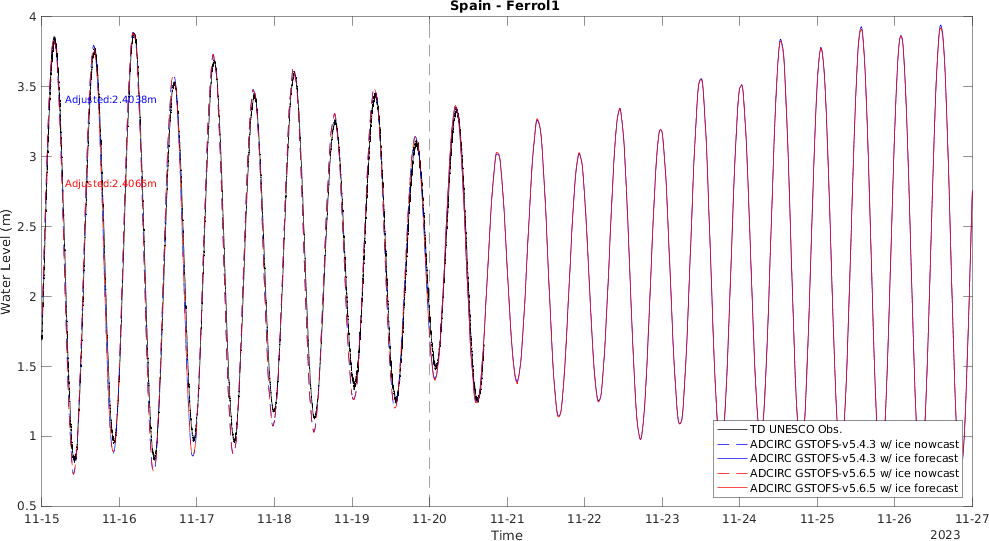 Spain - Ferrol1
4
3.5
3
2.5
2
1.5
1
0.5
Water Level (m)
Adjusted:2.4038m
Adjusted:2.4066m
TD UNESCO Obs.
ADCIRC GSTOFS-v5.4.3 w/ ice nowcast
ADCIRC GSTOFS-v5.4.3 w/ ice forecast
ADCIRC GSTOFS-v5.6.5 w/ ice nowcast
ADCIRC GSTOFS-v5.6.5 w/ ice forecast
11-15 11-16 11-17 11-18 11-19 11-20 11-21 11-22 11-23 11-24 11-25 11-26 11-27
Time
2023